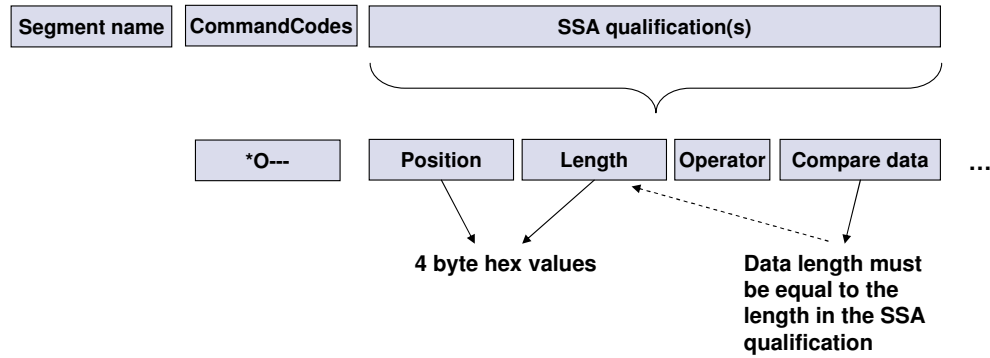 Segment name CommandCodes SSA qualification(s)
*O--- Position Length Operator Compare data ...
4 byte hex values
Data length must
be equal to the
length in the SSA
qualification